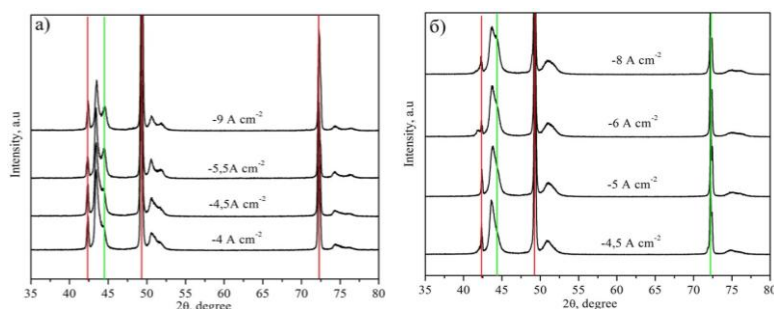 а)
Intensity, a.u
-9 A cm-2
-5,5A cm-2
-4,5A cm-2
-4 A cm-2
35 40 45 50 55 60 65 70 75 80
2θ, degree
б)
Intensity, a.u
-8 A cm-2
-6 A cm-2
-5 A cm-2
-4,5 A cm-2
35 40 45 50 55 60 65 70 75 80
2θ, degree